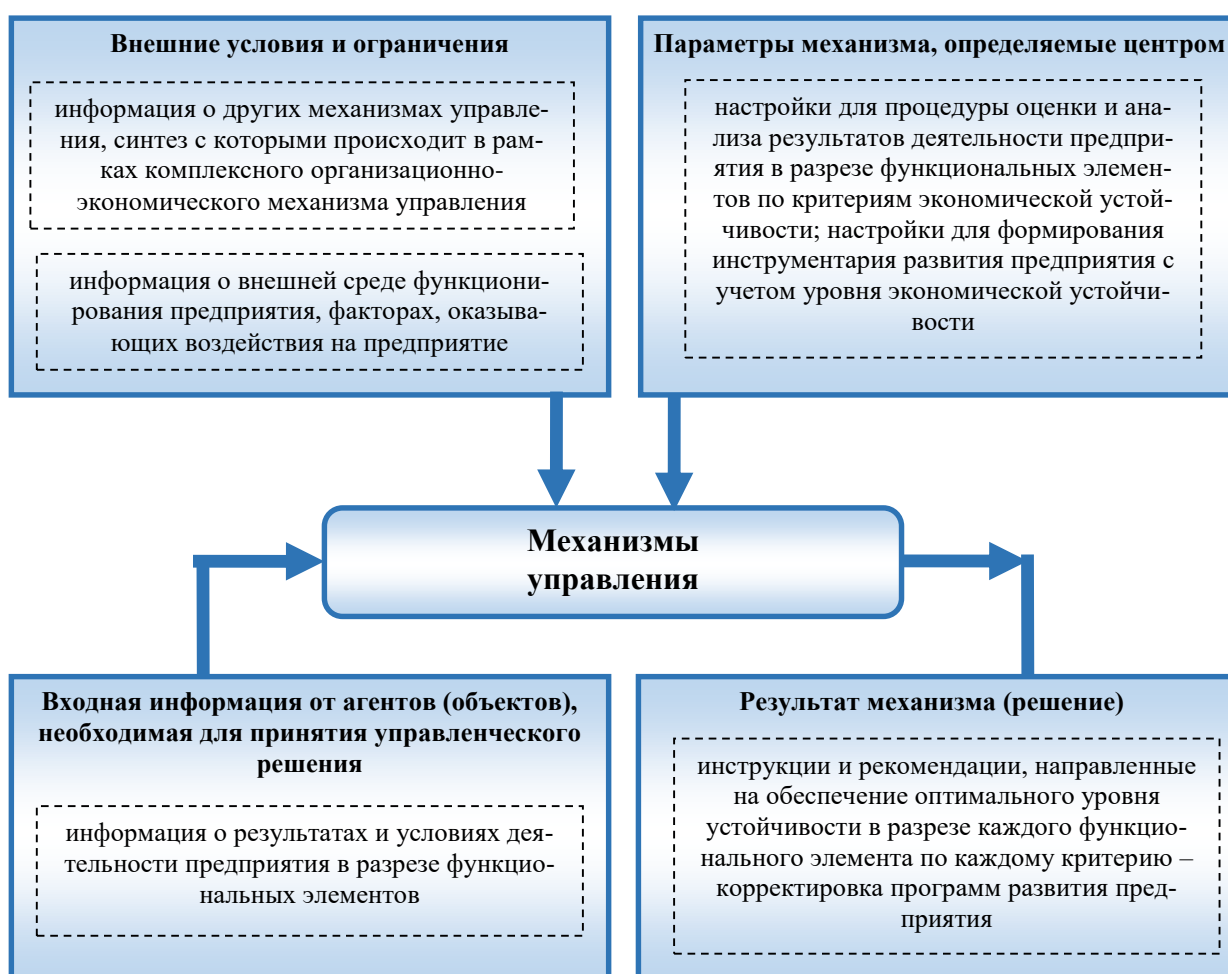 Внешние условия и ограничения
информация о других механизмах управле-
ния, синтез с которыми происходит в рам-
ках комплексного организационно-
экономического механизма управления
информация о внешней среде функциони-
рования предприятия, факторах, оказыва-
ющих воздействия на предприятие
Параметры механизма, определяемые центром
настройки для процедуры оценки и ана-
лиза результатов деятельности предпри-
ятия в разрезе функциональных элемен-
тов по критериям экономической устой-
чивости; настройки для формирования
инструментария развития предприятия с
учетом уровня экономической устойчи-
вости
Механизмы
управления
Входная информация от агентов (объектов),
необходимая для принятия управленческого
решения
информация о результатах и условиях дея-
тельности предприятия в разрезе функцио-
нальных элементов
Результат механизма (решение)
инструкции и рекомендации, направленные
на обеспечение оптимального уровня
устойчивости в разрезе каждого функцио-
нального элемента по каждому критерию –
корректировка программ развития пред-
приятия